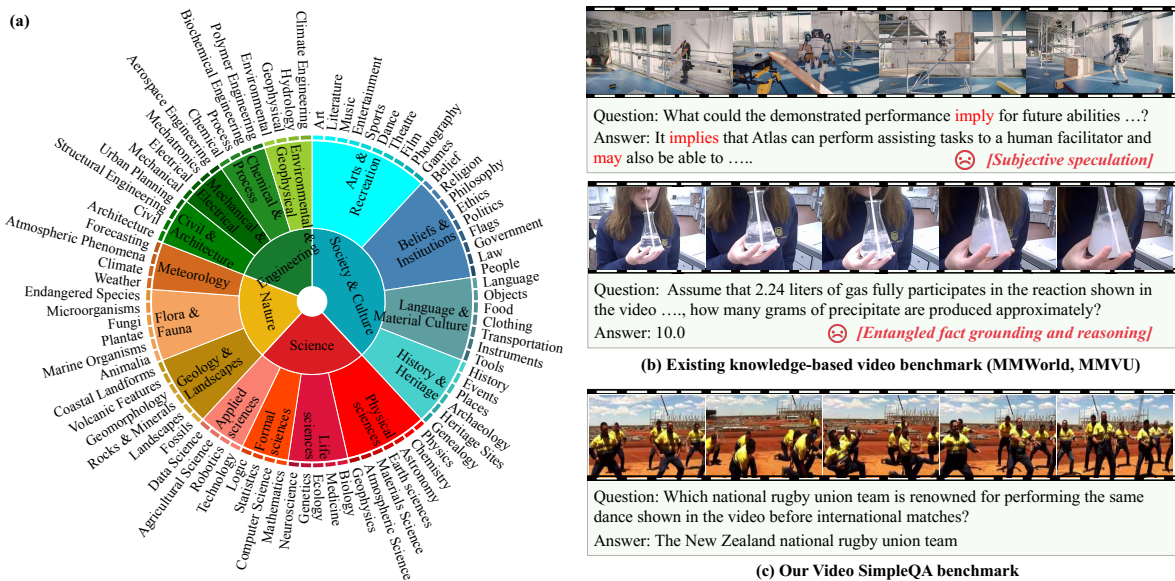 (a)
Art
Literature
Music
Entertainment
Sports
Dance
Theatre
Film
Photography
Games
Belief
Religion
Philosophy
Ethics
Politics
Flags
Government
Law
People
Language
Objects
Food
Clothing
Transportation
Instruments
Tools
History
Events
Places
Archaeology
Heritage Sites
Genealogy
Physics
Chemistry
Astronomy
Earth sciences
Materials Science
Atmospheric Science
Geophysics
Biology
Medicine
Ecology
Genetics
Neuroscience
Mathematics
Computer Science
Statistics
Logic
Technology
Robotics
Agricultural Science
Data Science
Fossils
Landscapes
Rocks & Minerals
Geomorphology
Volcanic Features
Coastal Landforms
Animalia
Marine Organisms
Plantae
Fungi
Microorganisms
Endangered Species
Weather
Climate
Atmospheric Phenomena
Forecasting
Architecture
Civil
Structural Engineering
Urban Planning
Mechanical
Electrical
Mechatronics
Aerospace Engineering
Chemical
Process
Biochemical Engineering
Polymer Engineering
Environmental
Geophysical
Hydrology
Climate Engineering
Arts &
Recreation
Beliefs &
Institutions
Language &
Material Culture
History &
Heritage
Physical
sciences
Life
sciences
Formal
sciences
Applied
sciences
Geology &
Landscapes
Flora &
Fauna
Meteorology
Civil &
Architecture
Mechanical &
Electrical
Chemical &
Process
Environmental &
Geophysical
Society & Culture
Science
Nature
Engineering
Question: What could the demonstrated performance imply for future abilities …?
Answer: It implies that Atlas can perform assisting tasks to a human facilitator and
may also be able to …..
[Subjective speculation]
Question: Assume that 2.24 liters of gas fully participates in the reaction shown in
the video …., how many grams of precipitate are produced approximately?
Answer: 10.0
[Entangled fact grounding and reasoning]
(b) Existing knowledge-based video benchmark (MMWorld, MMVU)
Question: Which national rugby union team is renowned for performing the same
dance shown in the video before international matches?
Answer: The New Zealand national rugby union team
(c) Our Video SimpleQA benchmark